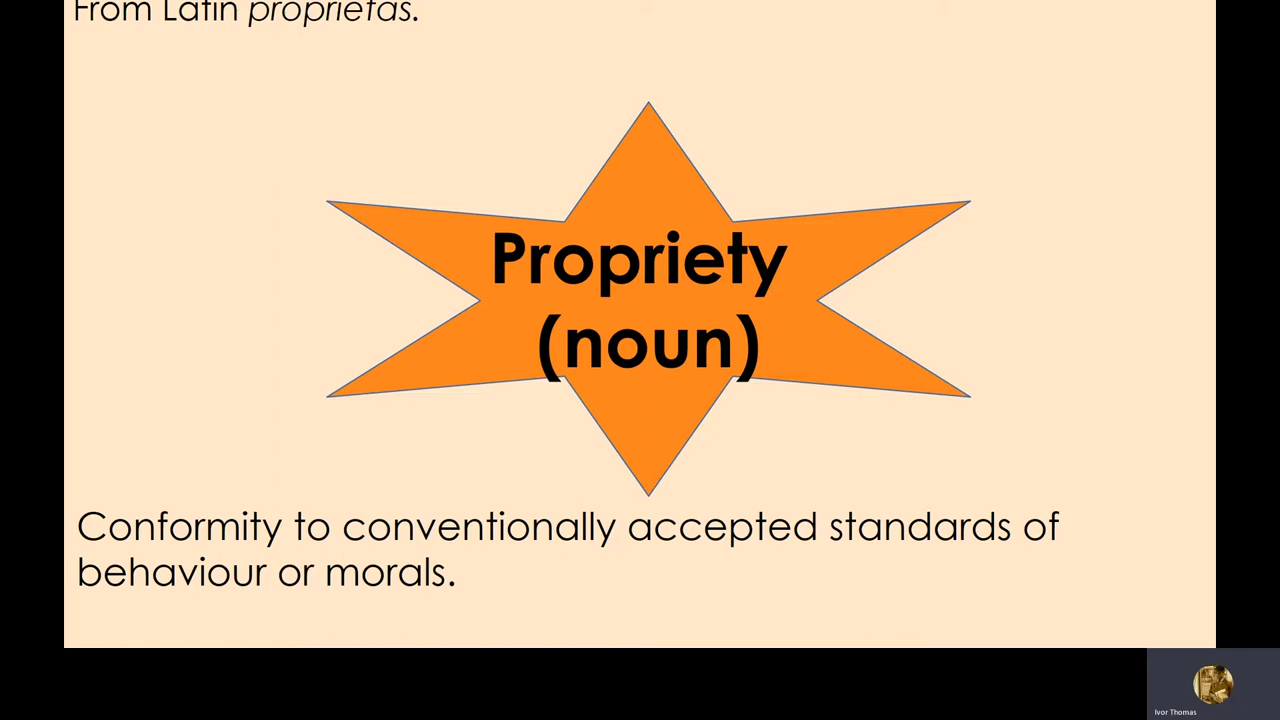 From Latin proprietas.
Propriety
(noun)
Conformity to conventionally accepted standards of
behaviour or morals.
Ivor Thomas